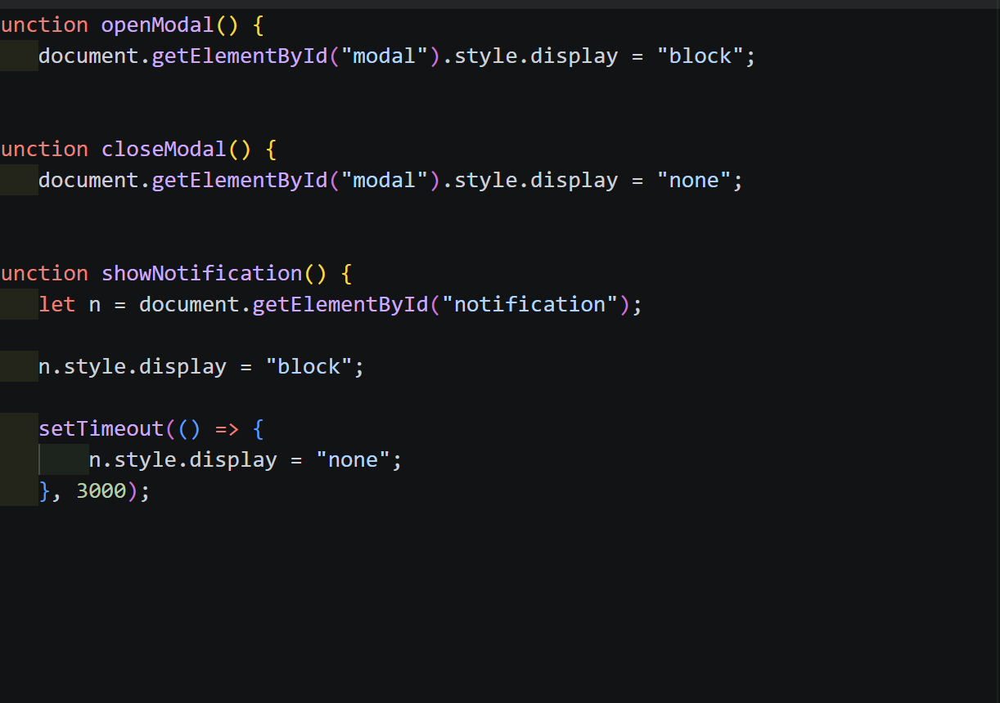 unction openModal() {
    document.getElementById("modal").style.display = "block";
unction closeModal() {
    document.getElementById("modal").style.display = "none";
unction showNotification() {
    let n = document.getElementById("notification");
    n.style.display = "block";
    setTimeout(() => {
        n.style.display = "none";
    }, 3000);